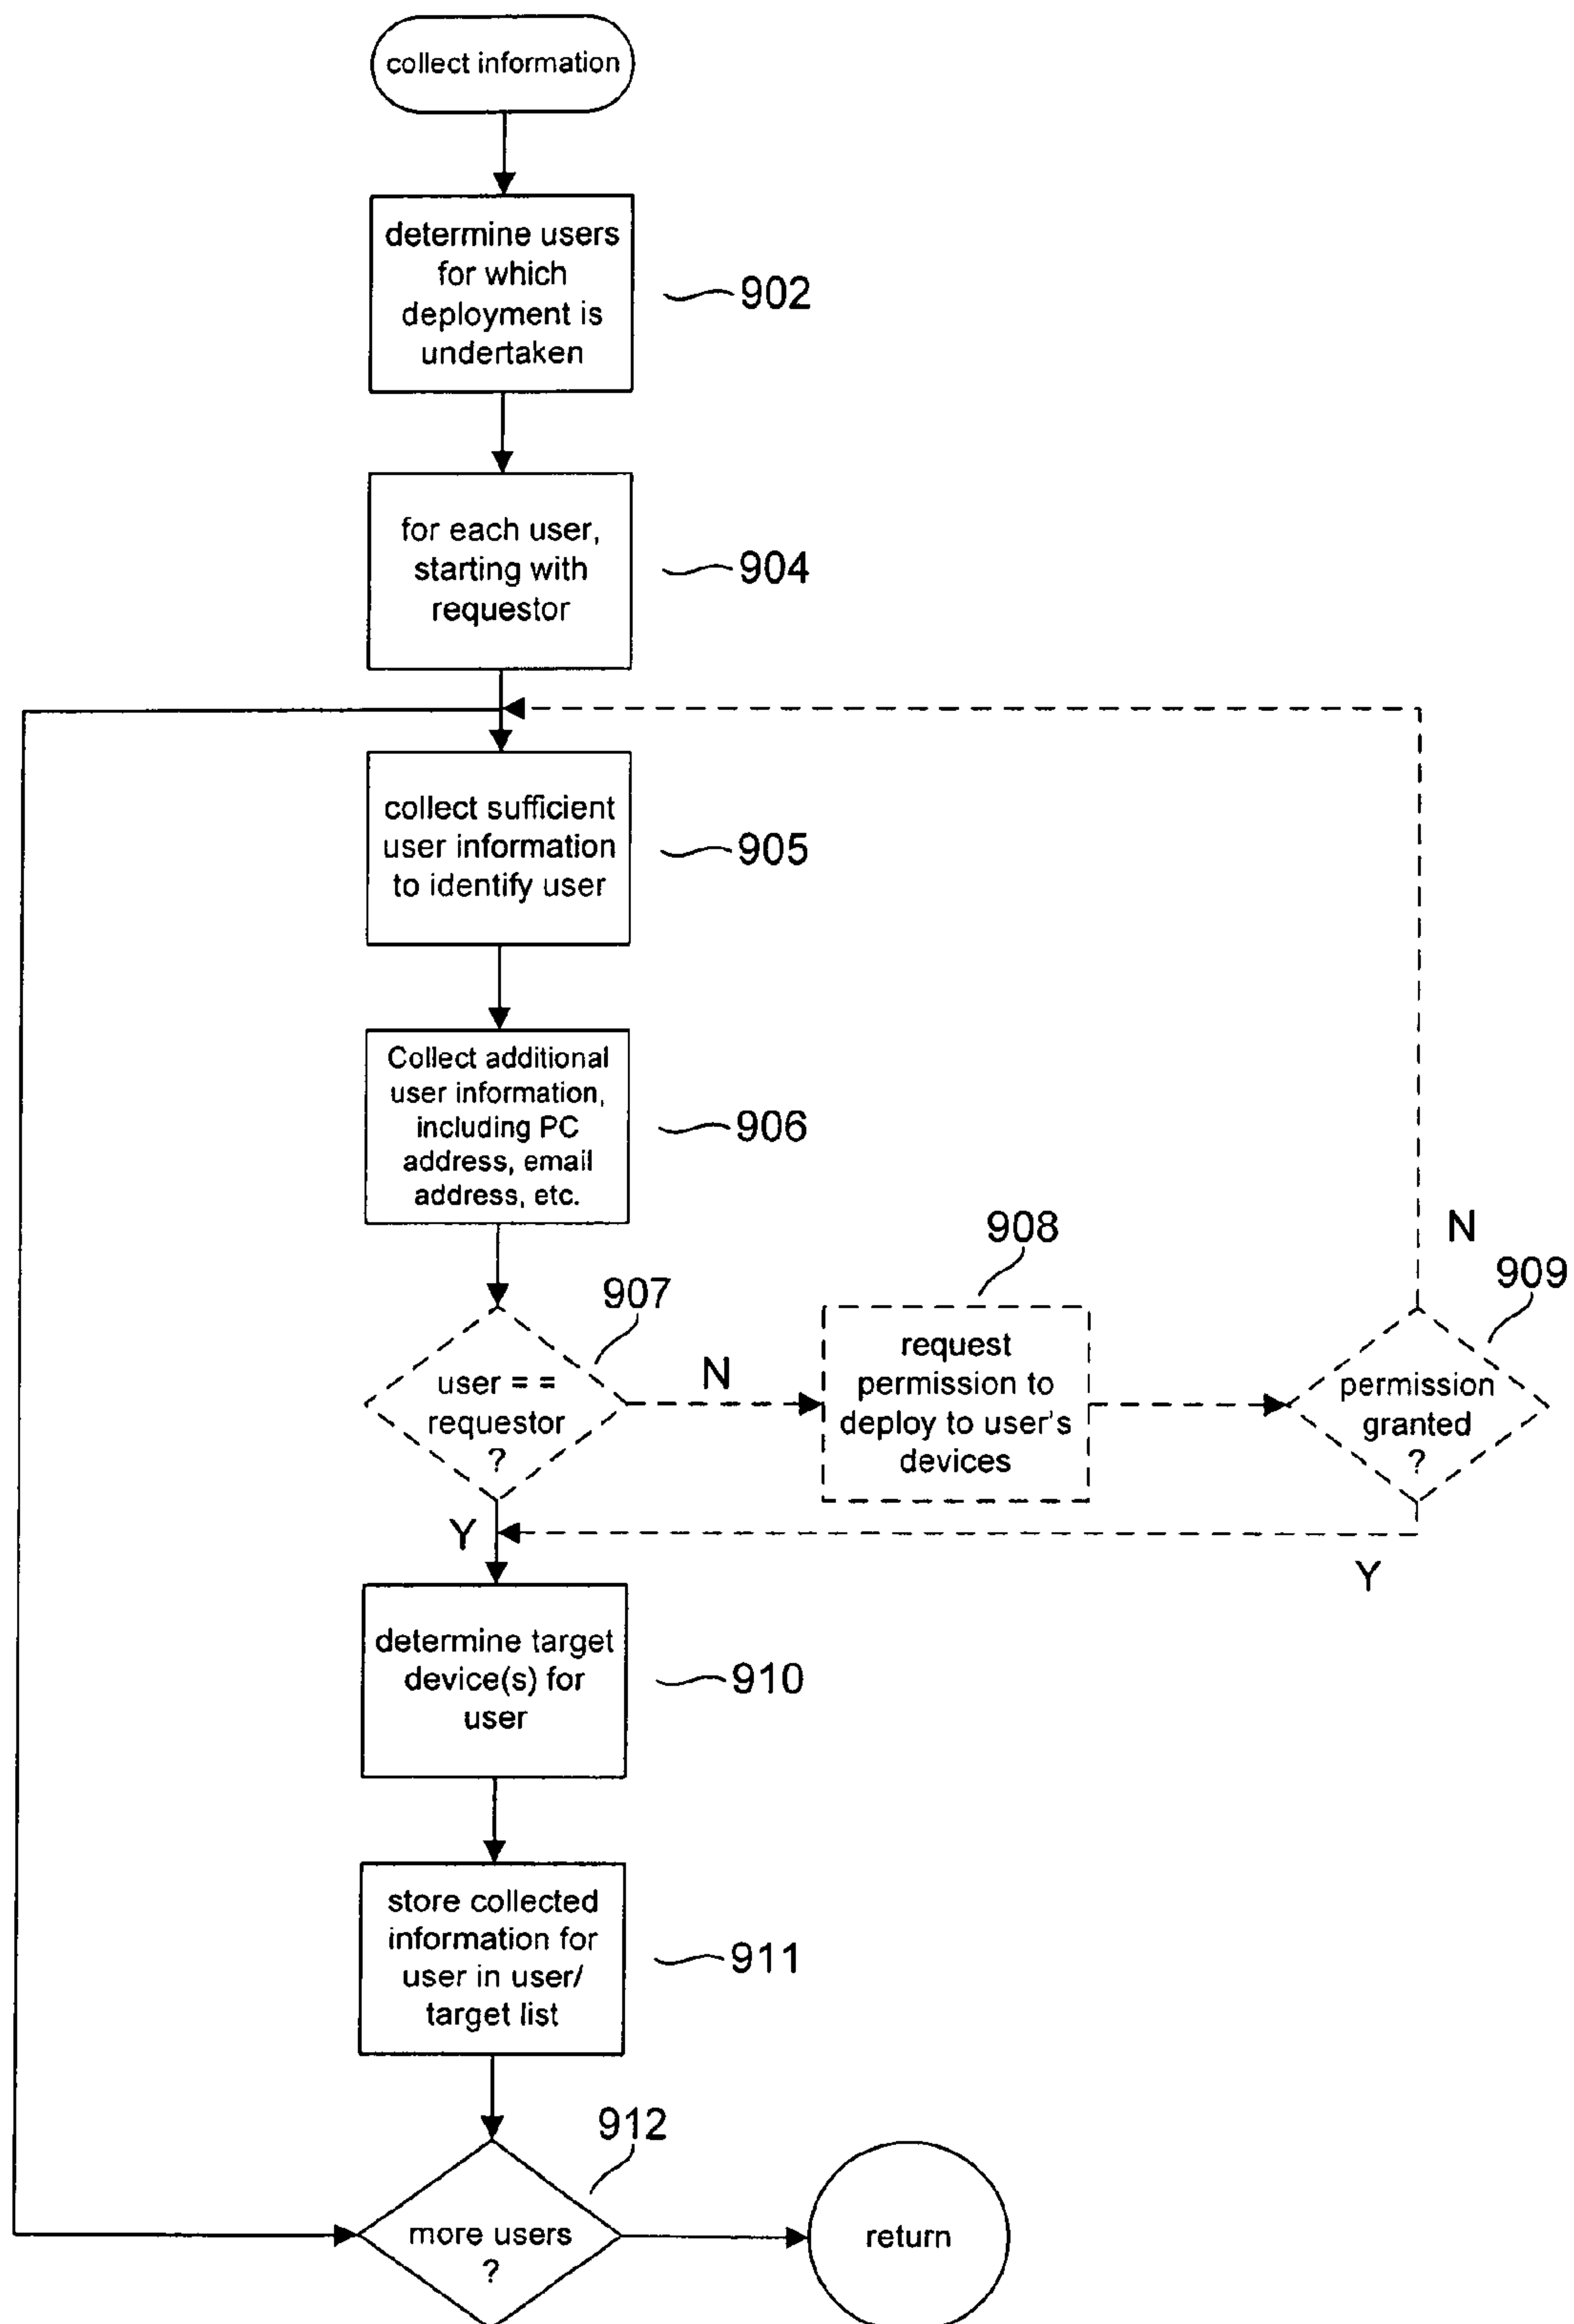 collect information
determine users
for which
deployment is
undertaken
902
for each user,
starting with
requestor
904
collect sufficient
user information
to identify user
905
Collect additional
user information,
including PC
address, email
address, etc.
906
907
user = =
requestor
?
N
908
request
permission to
deploy to user's
devices
N
909
permission
granted
?
Y
Y
determine target
device(s) for
user
910
store collected
information for
user in user/
target list
911
912
more users
?
return